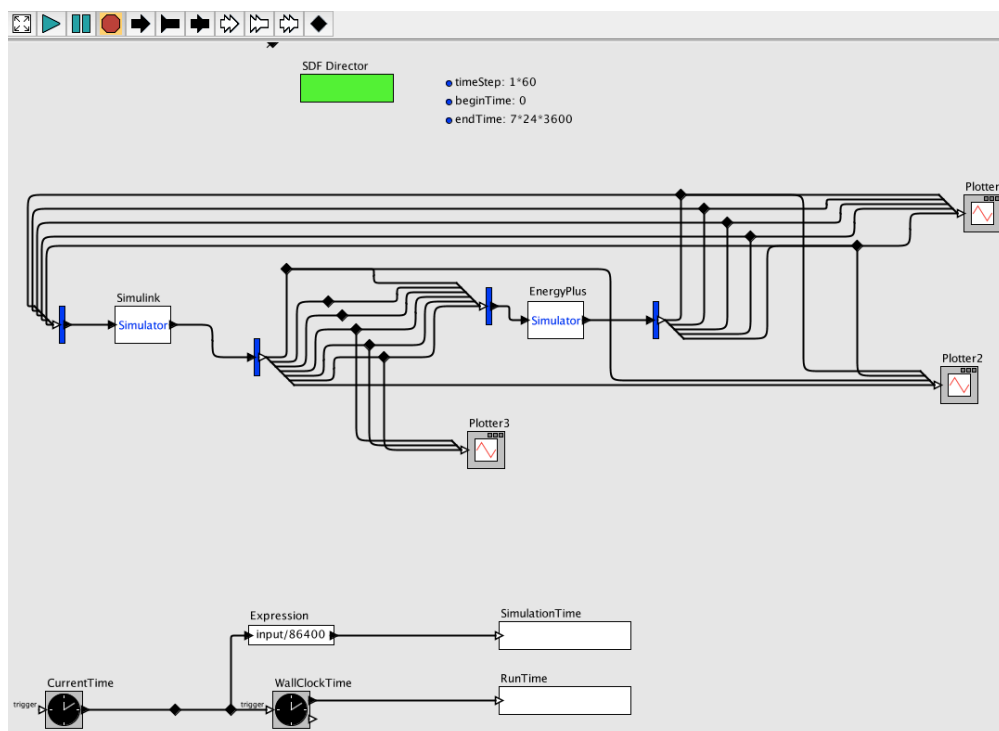 SDF Director
timeStep: 1*60
beginTime: 0
endTime: 7*24*3600
Plotter
Simulink
Simulator
EnergyPlus
Simulator
Plotter2
Plotter3
Expression
input/86400
SimulationTime
CurrentTime
trigger
WallClockTime
trigger
RunTime